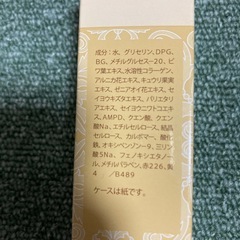 成分：水、グリセリン、DPG、
BG、メチルグルセス-20、ビ
ワ葉エキス、水溶性コラーゲン、
アルニカ花エキス、キュウリ果実
エキス、ゼニアオイ花エキス、セ
イヨウキズタエキス、パリエタリ
アエキス、セイヨウニワトコエキ
ス、AMPD、クエン酸、クエン
酸Na、エチルセルロース、結晶
セルロース、カルボマー、酸化
鉄、オキシベンゾン-9、三リン
酸5Na、フェノキシエタノー
ル、メチルパラベン、赤226、黄
4 ／B489
ケースは紙です。